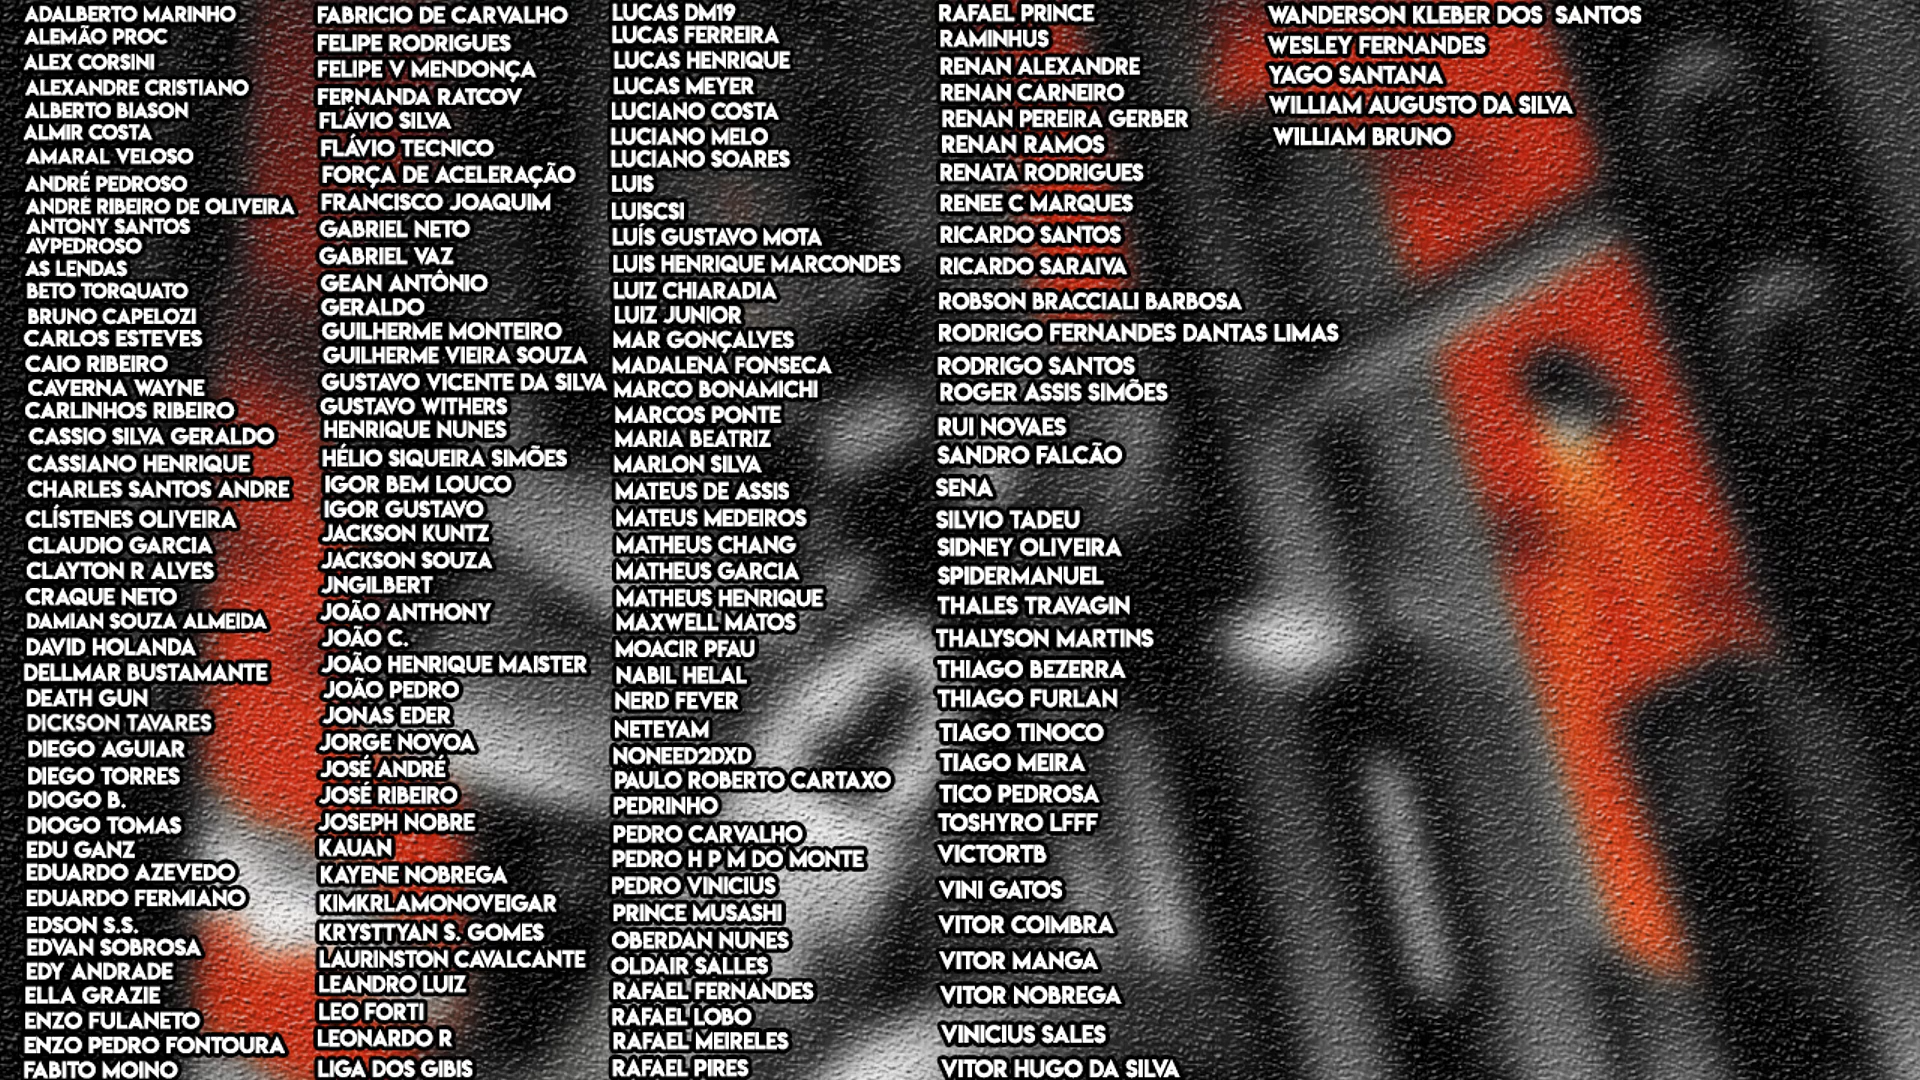 ADALBERTO MARINHO
ALEMÃO PROC
ALEX CORSINI
ALEXANDRE CRISTIANO
ALBERTO BIASON
ALMIR COSTA
AMARAL VELOSO
ANDRÉ PEDROSO
ANDRÉ RIBEIRO DE OLIVEIRA
ANTONY SANTOS
AVPEDROSO
AS LENDAS
BETO TORQUATO
BRUNO CAPELOZI
CARLOS ESTEVES
CAIO RIBEIRO
CAVERNA WAYNE
CARLINHOS RIBEIRO
CASSIO SILVA GERALDO
CASSIANO HENRIQUE
CHARLES SANTOS ANDRE
CLÍSTENES OLIVEIRA
CLAUDIO GARCIA
CLAYTON R ALVES
CRAQUE NETO
DAMIAN SOUZA ALMEIDA
DAVID HOLANDA
DELLMAR BUSTAMANTE
DEATH GUN
DICKSON TAVARES
DIEGO AGUIAR
DIEGO TORRES
DIOGO B.
DIOGO TOMAS
EDU GANZ
EDUARDO AZEVEDO
EDUARDO FERMIANO
EDSON S.S.
EDVAN SOBROSA
EDY ANDRADE
ELLA GRAZIE
ENZO FULANETO
ENZO PEDRO FONTOURA
FABITO MOINO
FABRICIO DE CARVALHO
FELIPE RODRIGUES
FELIPE V MENDONÇA
FERNANDA RATCOV
FLÁVIO SILVA
FLÁVIO TECNICO
FORÇA DE ACELERAÇÃO
FRANCISCO JOAQUIM
GABRIEL NETO
GABRIEL VAZ
GEAN ANTÔNIO
GERALDO
GUILHERME MONTEIRO
GUILHERME VIEIRA SOUZA
GUSTAVO VICENTE DA SILVA
GUSTAVO WITHERS
HENRIQUE NUNES
HÉLIO SIQUEIRA SIMÕES
IGOR BEM LOUCO
IGOR GUSTAVO
JACKSON KUNTZ
JACKSON SOUZA
JNGILBERT
JOÃO ANTHONY
JOÃO C.
JOÃO HENRIQUE MAISTER
JOÃO PEDRO
JONAS EDER
JORGE NOVOA
JOSÉ ANDRÉ
JOSÉ RIBEIRO
JOSEPH NOBRE
KAUAN
KAYENE NOBREGA
KIMKRLAMONOVEIGAR
KRYSTTYAN S. GOMES
LAURINSTON CAVALCANTE
LEANDRO LUIZ
LEO FORTI
LEONARDO R
LIGA DOS GIBIS
LUCAS DM19
LUCAS FERREIRA
LUCAS HENRIQUE
LUCAS MEYER
LUCIANO COSTA
LUCIANO MELO
LUCIANO SOARES
LUIS
LUISCSI
LUÍS GUSTAVO MOTA
LUIS HENRIQUE MARCONDES
LUIZ CHIARADIA
LUIZ JUNIOR
MAR GONÇALVES
MADALENA FONSECA
MARCO BONAMICHI
MARCOS PONTE
MARIA BEATRIZ
MARLON SILVA
MATEUS DE ASSIS
MATEUS MEDEIROS
MATHEUS CHANG
MATHEUS GARCIA
MATHEUS HENRIQUE
MAXWELL MATOS
MOACIR PFAU
NABIL HELAL
NERD FEVER
NETEYAM
NONEED2DXD
PAULO ROBERTO CARTAXO
PEDRINHO
PEDRO CARVALHO
PEDRO H P M DO MONTE
PEDRO VINICIUS
PRINCE MUSASHI
OBERDAN NUNES
OLDAIR SALLES
RAFAEL FERNANDES
RAFAEL LOBO
RAFAEL MEIRELES
RAFAEL PIRES
RAFAEL PRINCE
RAMINHUS
RENAN ALEXANDRE
RENAN CARNEIRO
RENAN PEREIRA GERBER
RENAN RAMOS
RENATA RODRIGUES
RENEE C MARQUES
RICARDO SANTOS
RICARDO SARAIVA
ROBSON BRACCIALI BARBOSA
RODRIGO FERNANDES DANTAS LIMAS
RODRIGO SANTOS
ROGER ASSIS SIMÕES
RUI NOVAES
SANDRO FALCÃO
SENA
SILVIO TADEU
SIDNEY OLIVEIRA
SPIDERMANUEL
THALES TRAVAGIN
THALYSON MARTINS
THIAGO BEZERRA
THIAGO FURLAN
TIAGO TINOCO
TIAGO MEIRA
TICO PEDROSA
TOSHYRO LFFF
VICTORTB
VINI GATOS
VITOR COIMBRA
VITOR MANGA
VITOR NOBREGA
VINICIUS SALES
VITOR HUGO DA SILVA
WANDERSON KLEBER DOS SANTOS
WESLEY FERNANDES
YAGO SANTANA
WILLIAM AUGUSTO DA SILVA
WILLIAM BRUNO